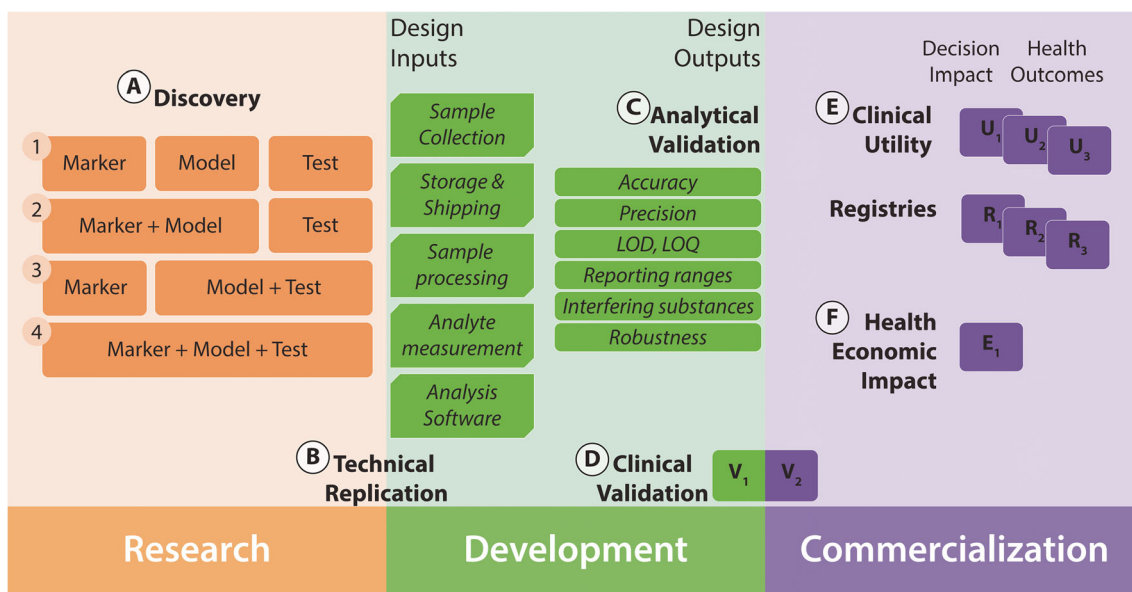 A Discovery
1
Marker
Model
Test
2
Marker + Model
Test
3
Marker
Model + Test
4
Marker + Model + Test
B Technical
Replication
Design
Inputs
Sample
Collection
Storage &
Shipping
Sample
processing
Analyte
measurement
Analysis
Software
Design
Outputs
C Analytical
Validation
Accuracy
Precision
LOD, LOQ
Reporting ranges
Interfering substances
Robustness
D Clinical
Validation
V1
V2
Decision
Impact
Health
Outcomes
E Clinical
Utility
U1
U2
U3
Registries
R1
R2
R3
F Health
Economic
Impact
E1
Research
Development
Commercialization